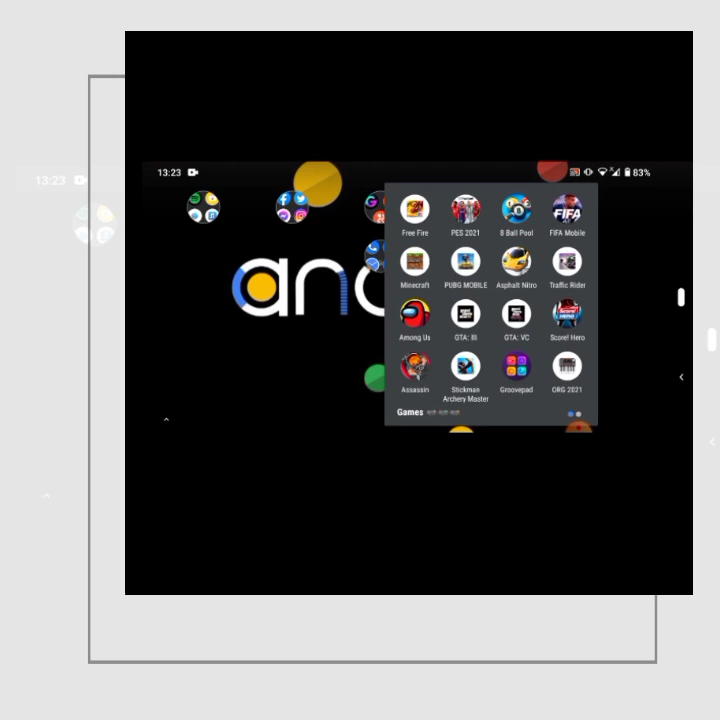 13:23
83%
and
Free Fire
PES 2021
8 Ball Pool
FIFA Mobile
Minecraft
PUBG MOBILE
Asphalt Nitro
Traffic Rider
Among Us
GTA: III
GTA: VC
Score! Hero
Assassin
Stickman
Archery Master
Groovepad
ORG 2021
Games
13:23